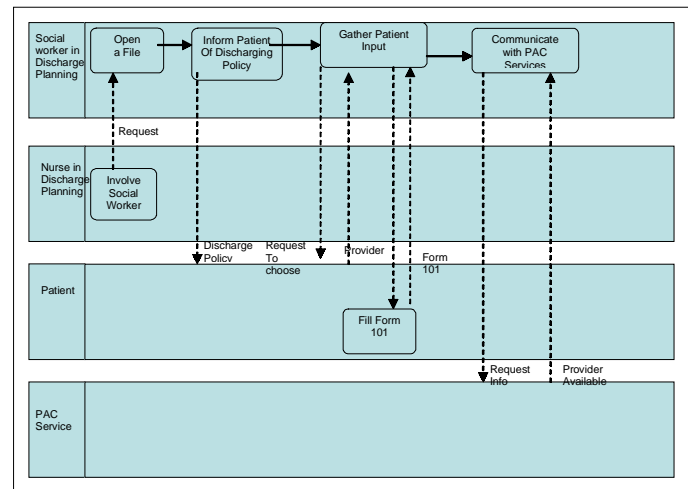 Social
worker in
Discharge
Planning
Open
a File
Inform Patient
Of Discharging
Policy
Gather Patient
Input
Communicate
with PAC
Services
Request
Nurse in
Discharge
Planning
Involve
Social
Worker
Discharge
Policy
Request
To
choose
Provider
Form
101
Patient
Fill Form
101
Request
Info
Provider
Available
PAC
Service